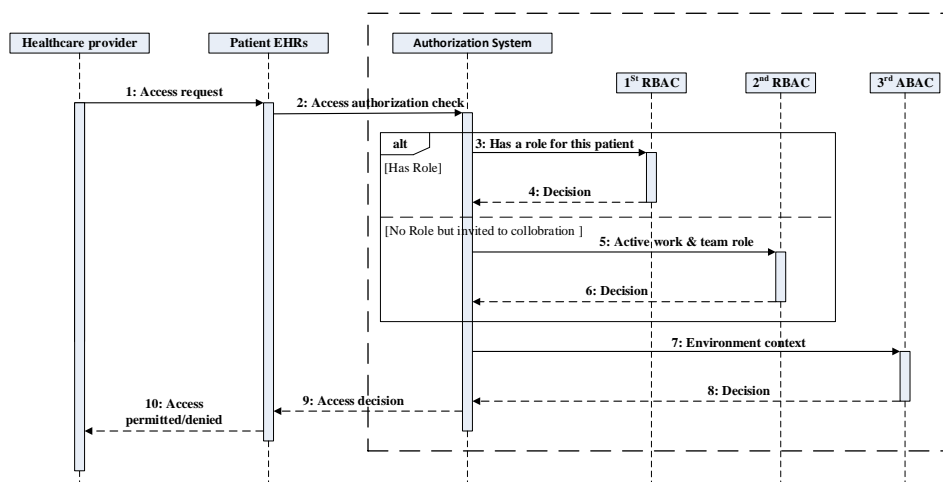 Healthcare provider
Patient EHRs
Authorization System
1St RBAC
2nd RBAC
3rd ABAC
1: Access request
2: Access authorization check
alt
3: Has a role for this patient
[Has Role]
4: Decision
[No Role but invited to collobration ]
5: Active work & team role
6: Decision
7: Environment context
8: Decision
9: Access decision
10: Access
permitted/denied